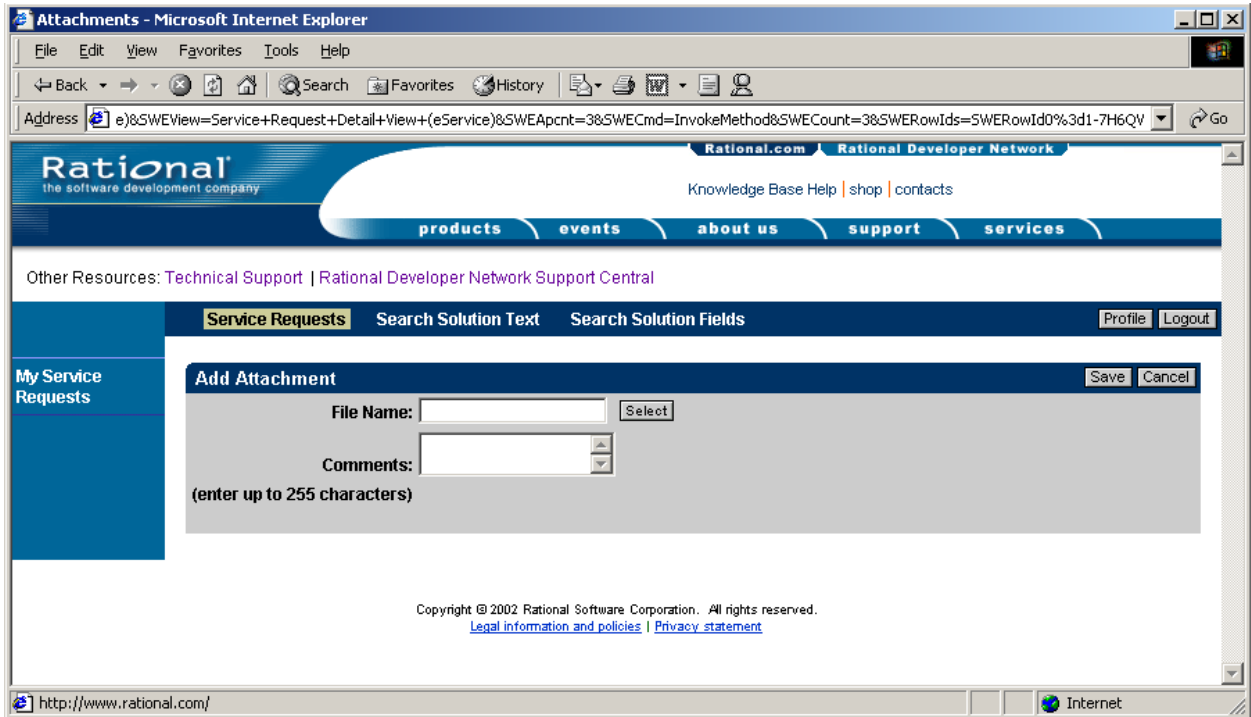 Attachments - Microsoft Internet Explorer
File Edit View Favorites Tools Help
Back Search Favorites History
Address e)&SWEView=Service+Request+Detail+View+(eService)&SWEApcnt=3&SWECmd=InvokeMethod&SWECount=3&SWERowIds=SWERowId0%3d1-7H6QV Go
Rational.com Rational Developer Network
Rational
the software development company
Knowledge Base Help | shop | contacts
products events about us support services
Other Resources: Technical Support | Rational Developer Network Support Central
Service Requests Search Solution Text Search Solution Fields Profile Logout
My Service
Requests
Add Attachment Save Cancel
File Name: Select
Comments:
(enter up to 255 characters)
Copyright © 2002 Rational Software Corporation. All rights reserved.
Legal information and policies | Privacy statement
http://www.rational.com/ Internet